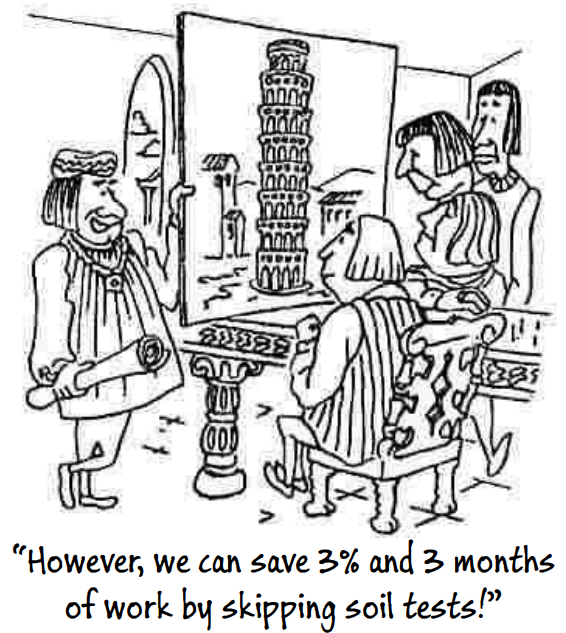 “However, we can save 3% and 3 months
of work by skipping soil tests!”